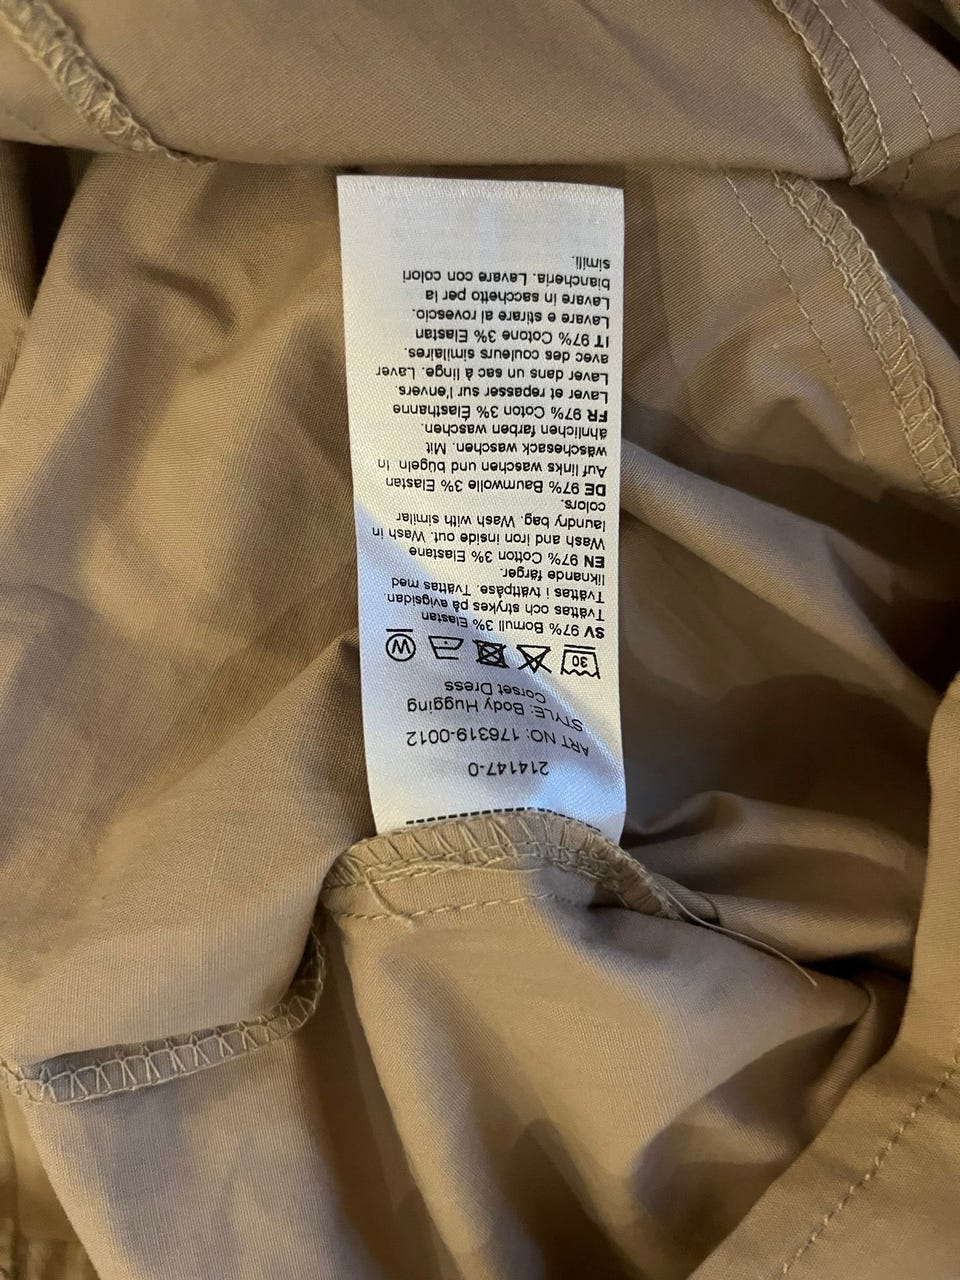 214147-0
ART NO: 176319-0012
STYLE: Body Hugging
Corset Dress
30 W
SV 97% Bomull 3% Elastan
Tvättas och strykes på avigsidan.
Tvättas i tvättpåse. Tvättas med
liknande färger.
EN 97% Cotton 3% Elastane
Wash and iron inside out. Wash in
laundry bag. Wash with similar
colors.
DE 97% Baumwolle 3% Elastan
Auf links waschen und bügeln. In
wäschesack waschen. Mit
ähnlichen farben waschen.
FR 97% Coton 3% Élasthanne
Laver et repasser sur l'envers.
Laver dans un sac à linge. Laver
avec des couleurs similaires.
IT 97% Cotone 3% Elastan
Lavare e stirare al rovescio.
Lavare in sacchetto per la
biancheria. Lavare con colori
simili.